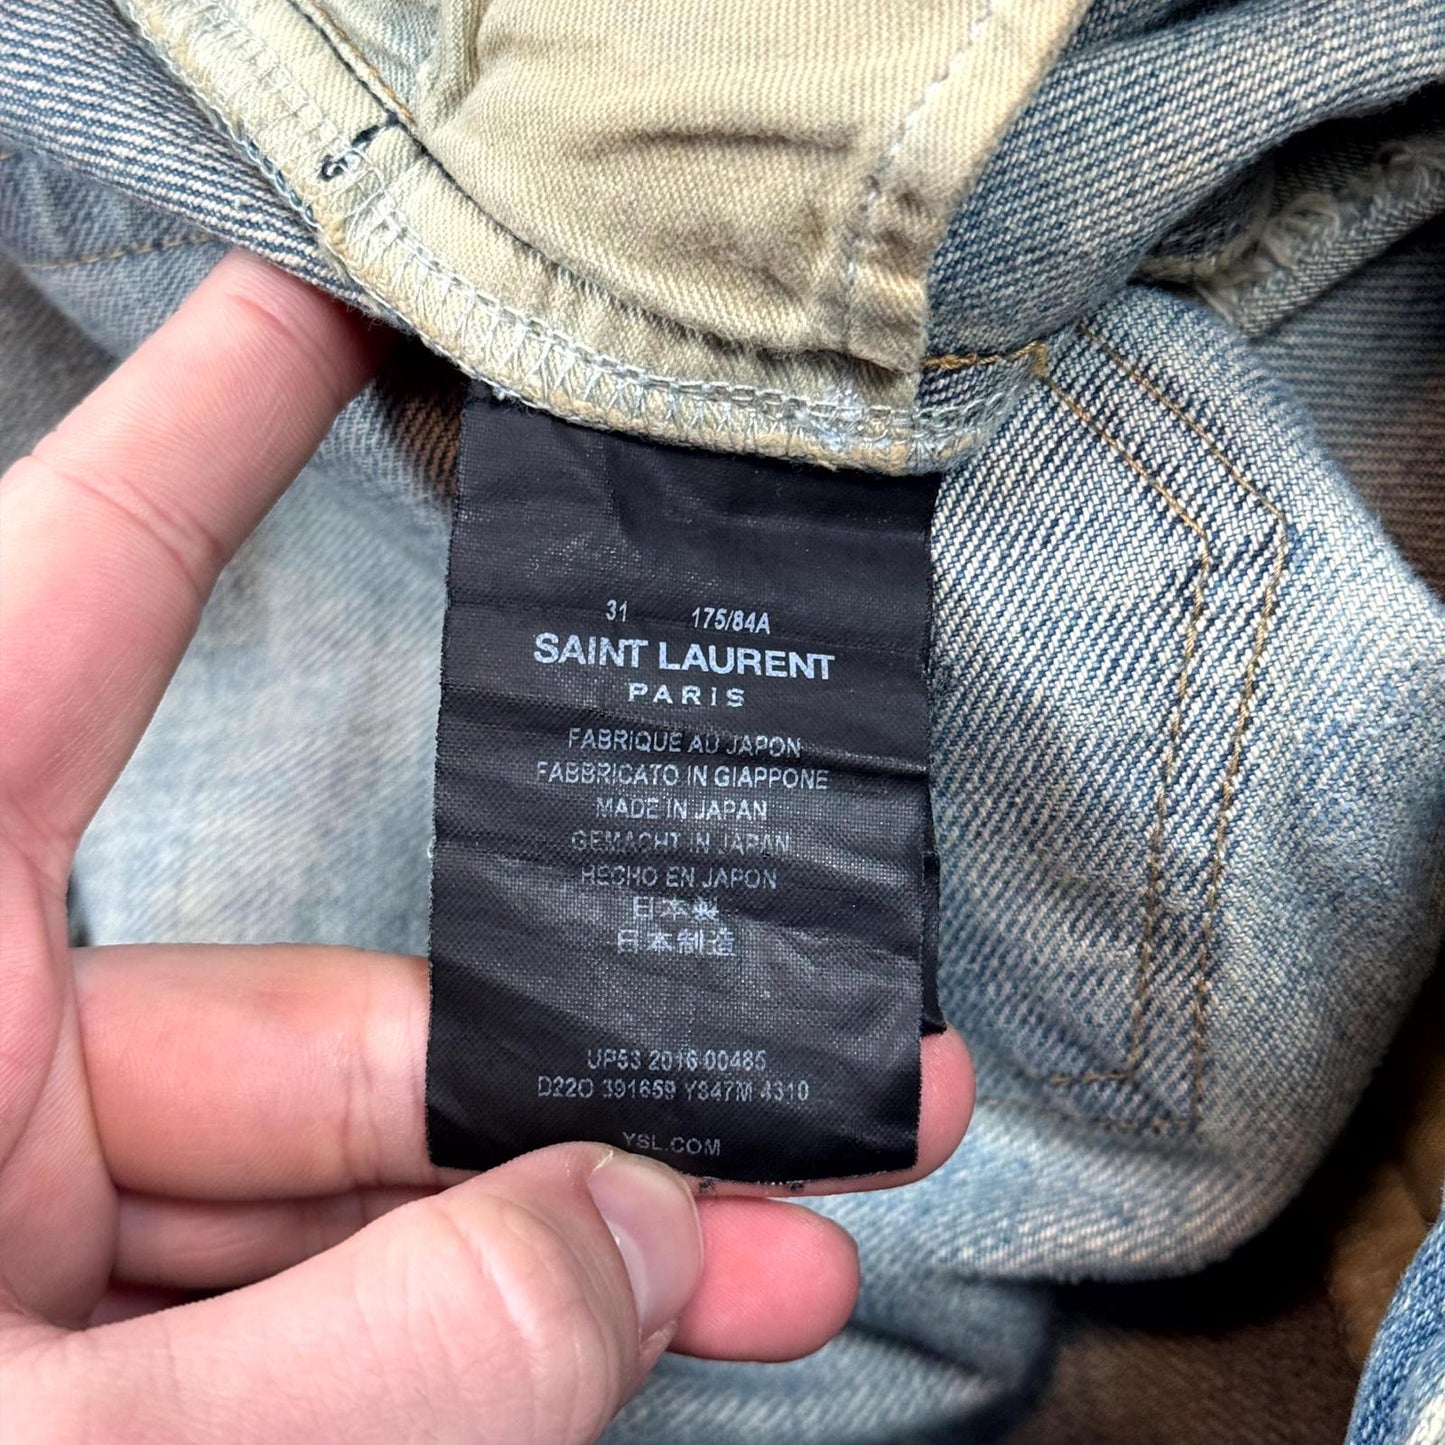 31 175/84A
SAINT LAURENT
PARIS
FABRIQUE AU JAPON
FABBRICATO IN GIAPPONE
MADE IN JAPAN
GEMACHT IN JAPAN
HECHO EN JAPON
日本製
日本制造
UP53 2016 00485
D22O 391659 Y847M 4310
YSL.COM